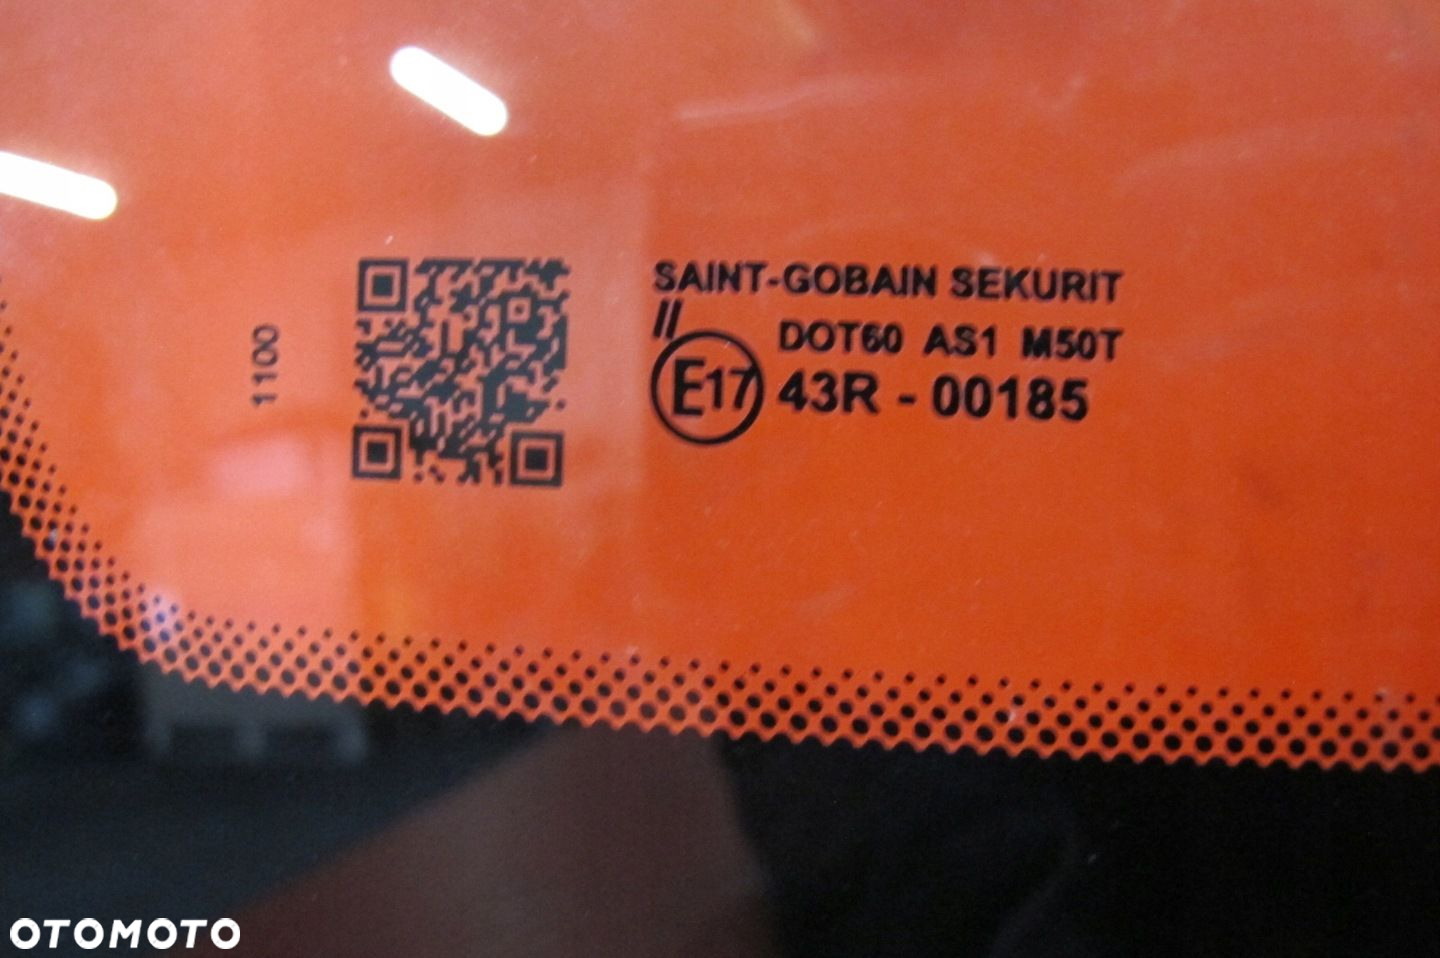 1100
SAINT-GOBAIN SEKURIT
//
DOT60 AS1 M50T
E17 43R - 00185
OTOMOTO